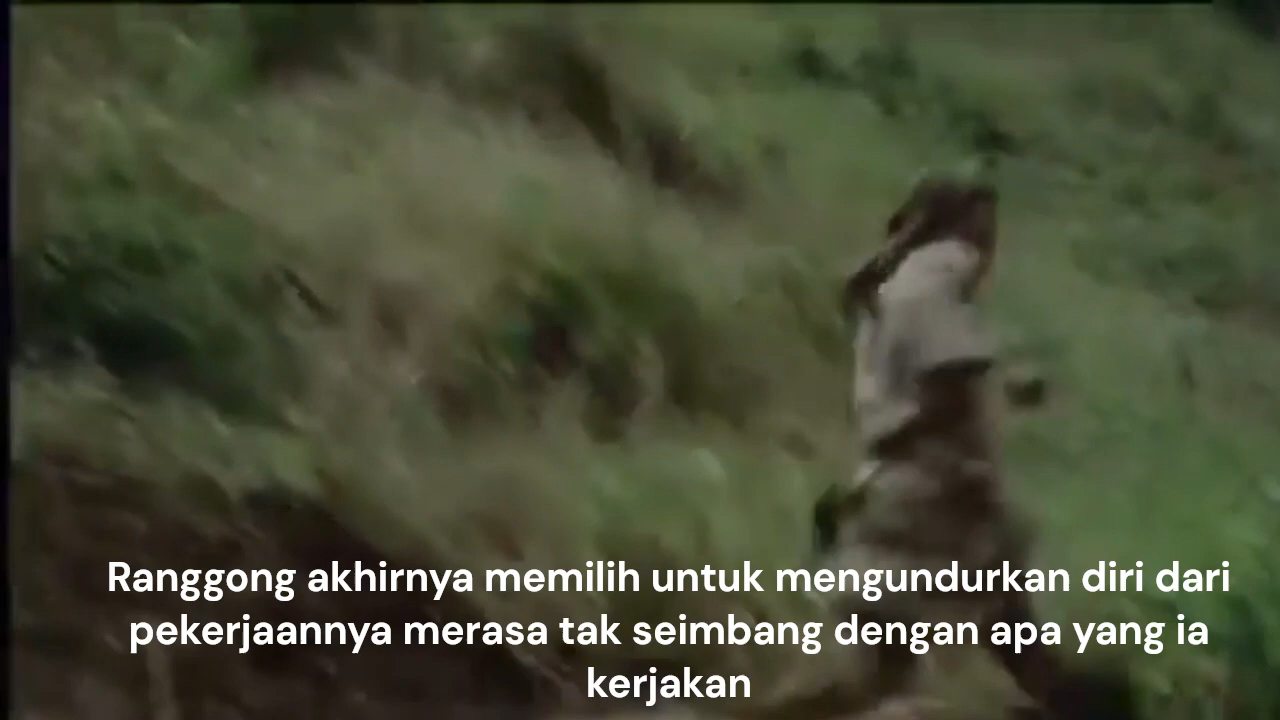 Ranggong akhirnya memilih untuk mengundurkan diri dari
pekerjaannya merasa tak seimbang dengan apa yang ia
kerjakan